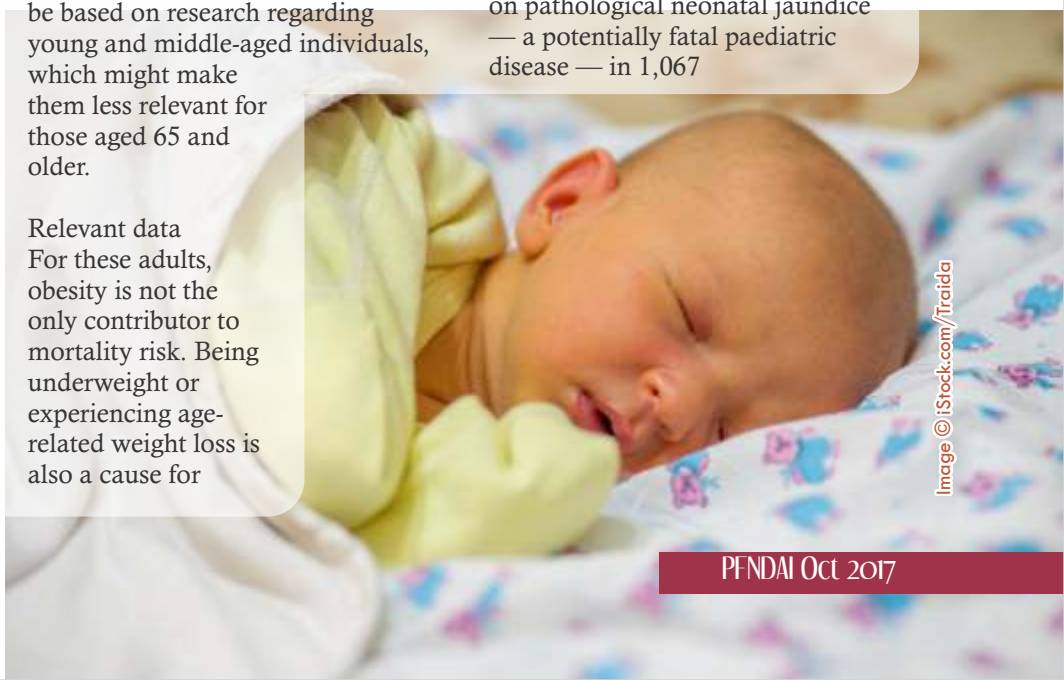 be based on research regarding
young and middle-aged individuals,
which might make
them less relevant for
those aged 65 and
older.
Relevant data
For these adults,
obesity is not the
only contributor to
mortality risk. Being
underweight or
experiencing age-
related weight loss is
also a cause for
on pathological neonatal jaundice
— a potentially fatal paediatric
disease — in 1,067
Image © iStock.com/Traida
PFNDAI Oct 2017